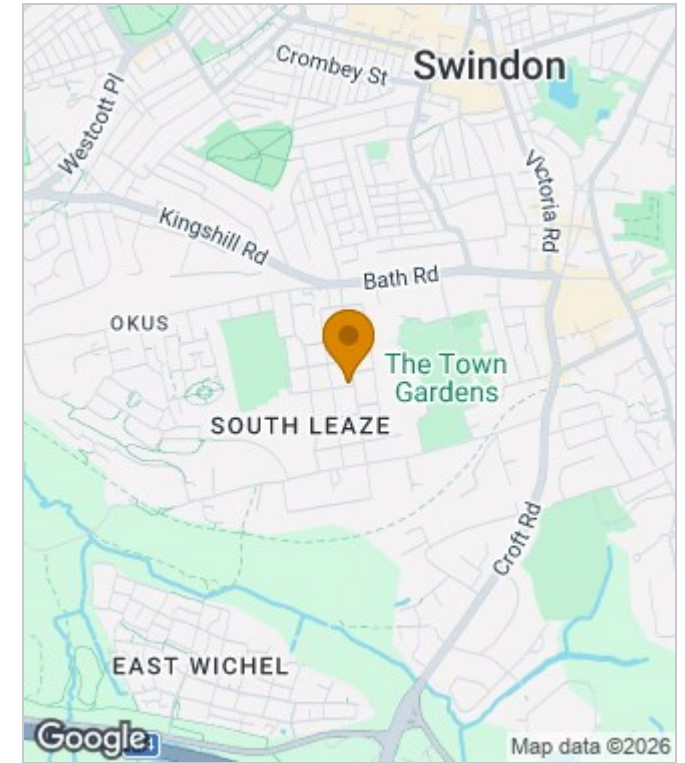 Crombey St
Swindon
Westcott Pl
Victoria Rd
Kingshill Rd
Bath Rd
OKUS
The Town
Gardens
SOUTH LEAZE
Croft Rd
EAST WICHEL
Google
Map data ©2026